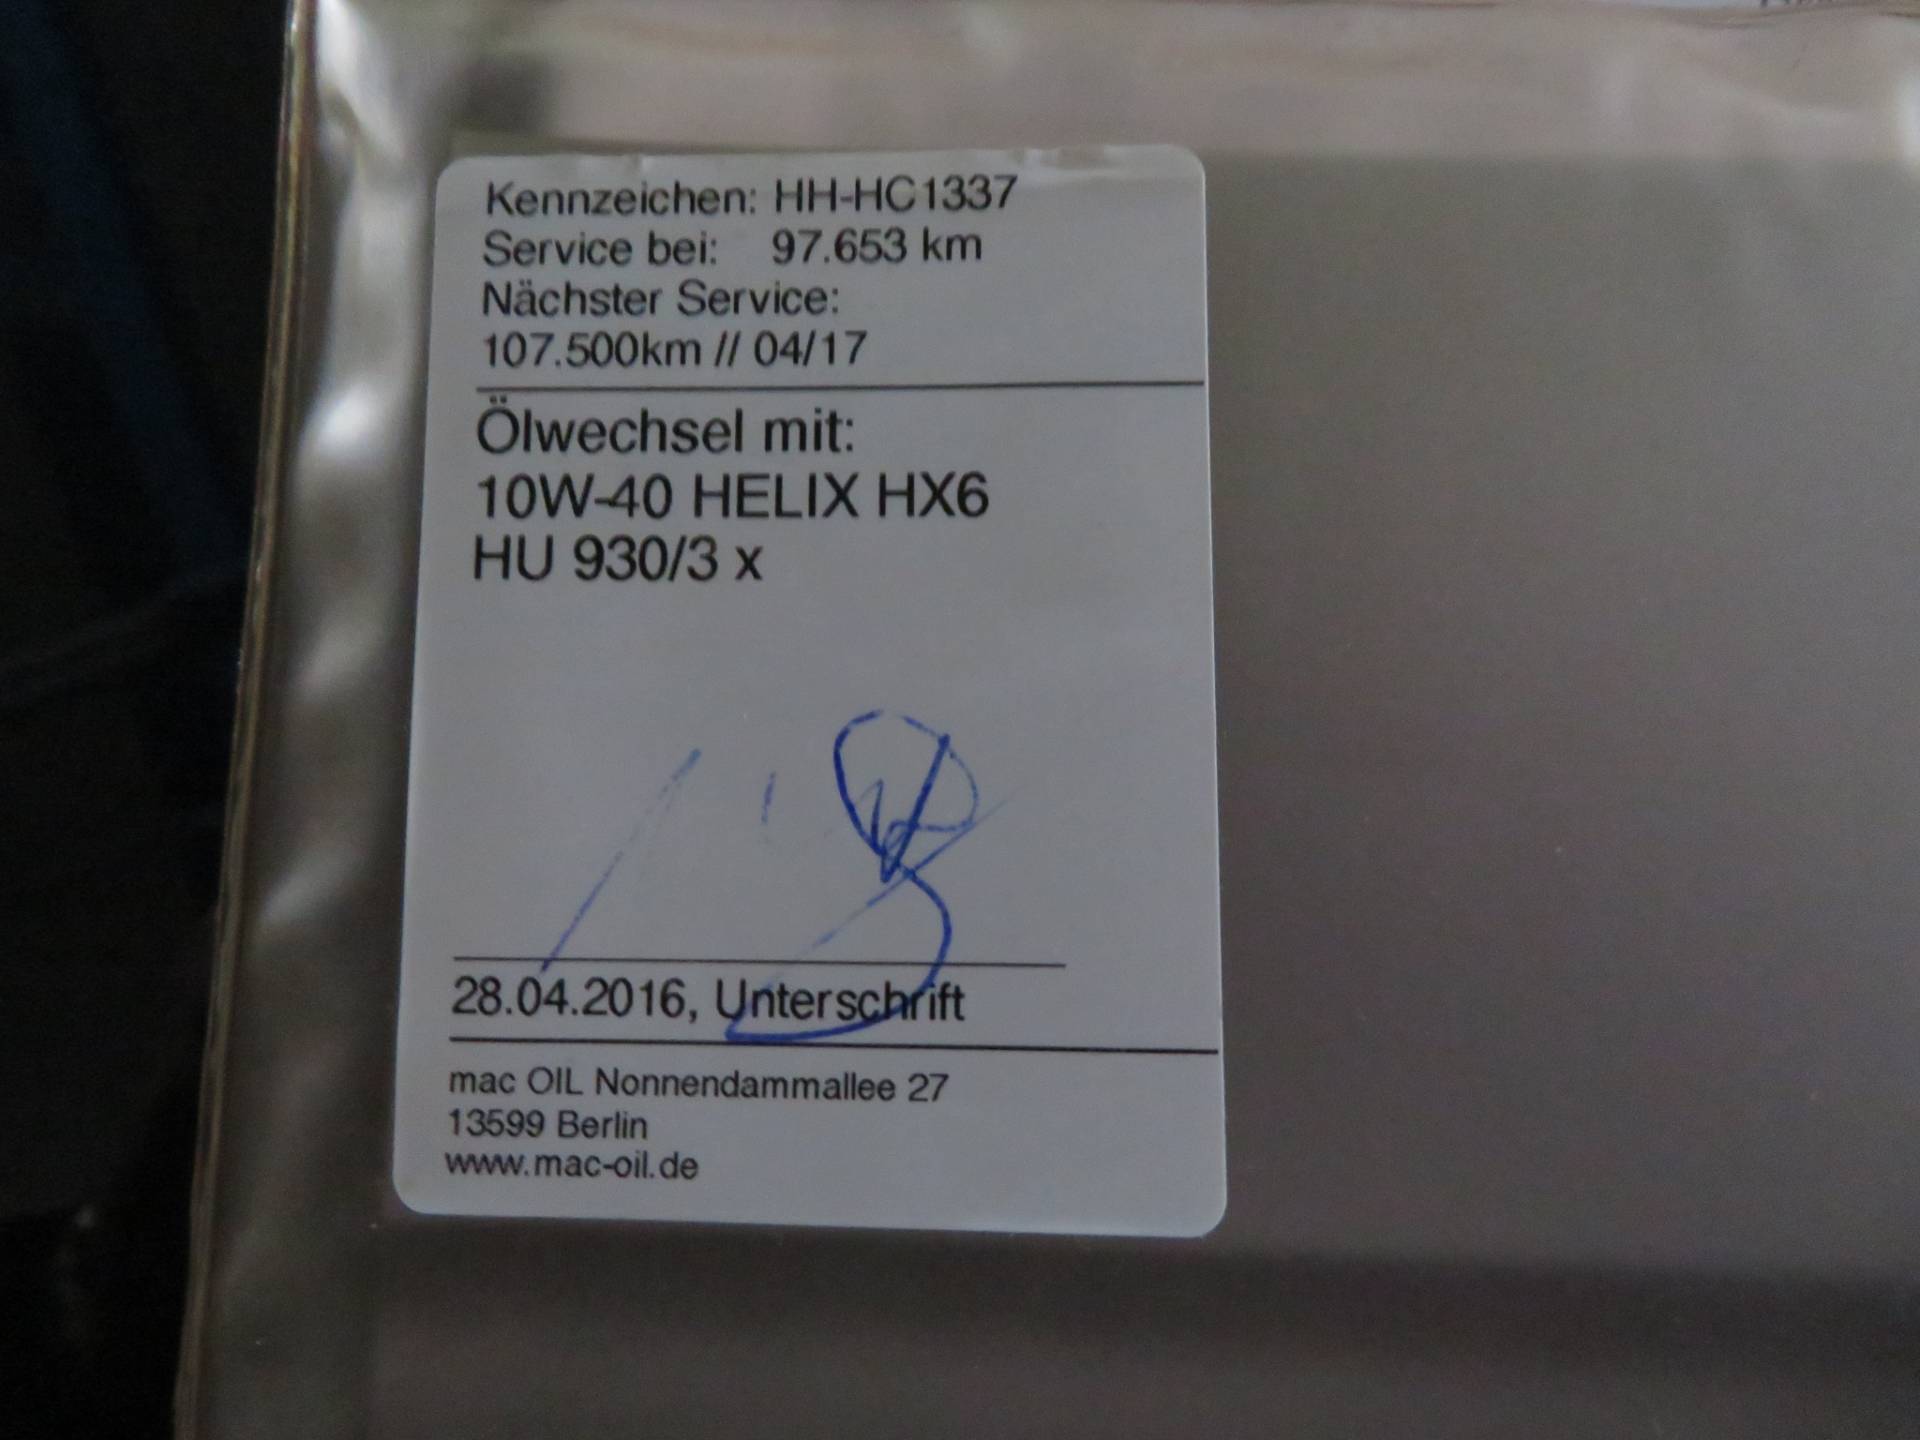 Kennzeichen: HH-HC1337
Service bei: 97.653 km
Nächster Service:
107.500km // 04/17
Ölwechsel mit:
10W-40 HELIX HX6
HU 930/3 x
28.04.2016, Unterschrift
mac OIL Nonnendammallee 27
13599 Berlin
www.mac-oil.de